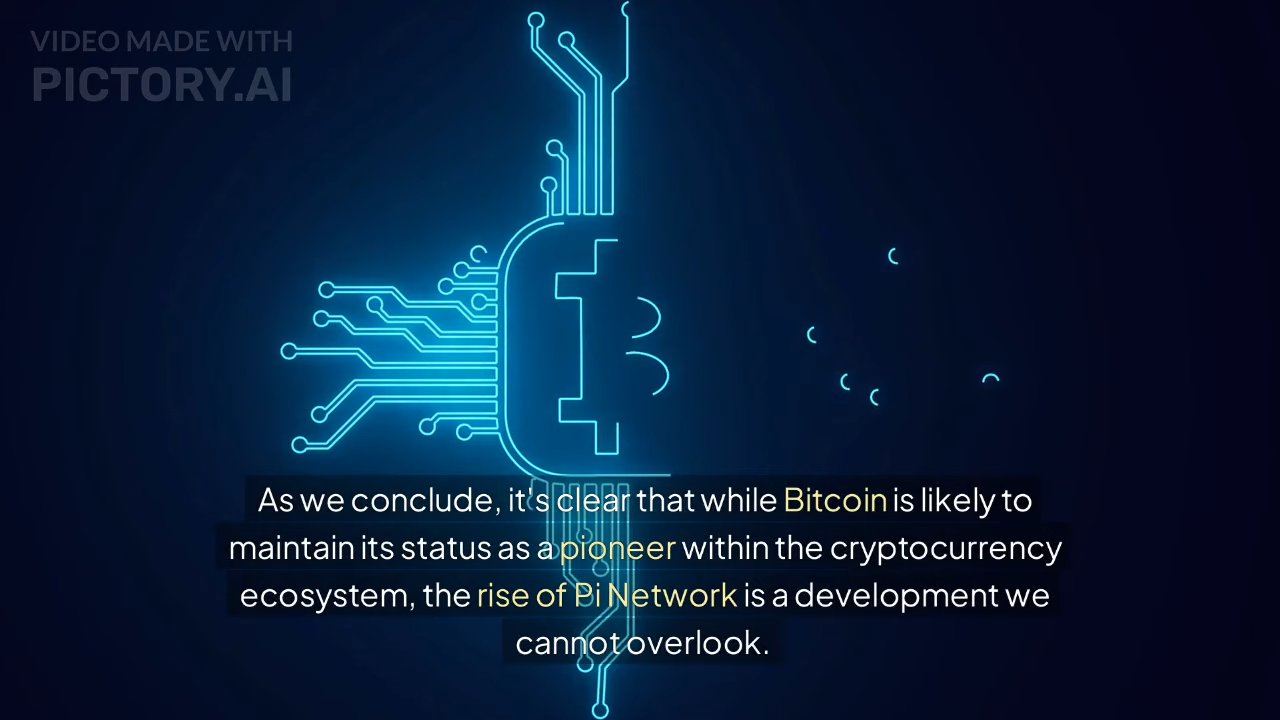 VIDEO MADE WITH
PICTORY.AI
As we conclude, it's clear that while Bitcoin is likely to
maintain its status as a pioneer within the cryptocurrency
ecosystem, the rise of Pi Network is a development we
cannot overlook.